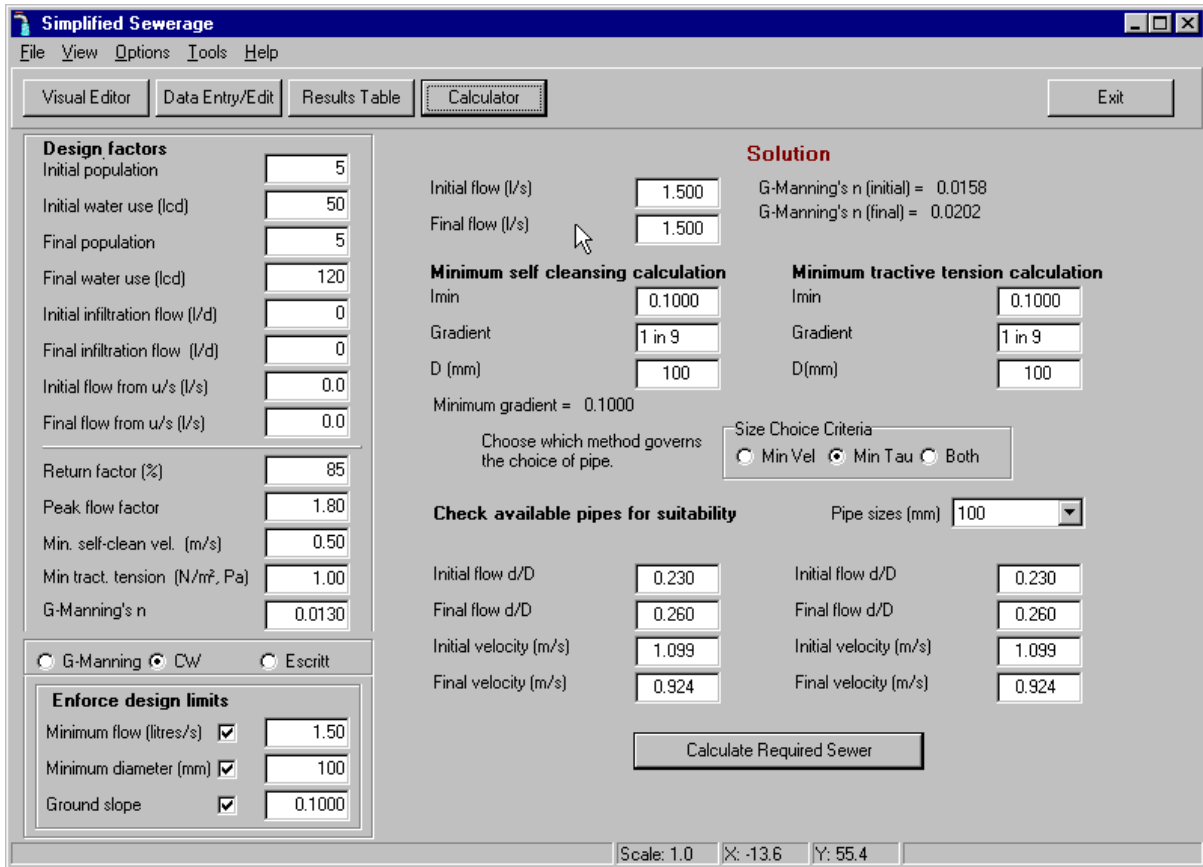 Simplified Sewerage
File View Options Tools Help
Visual Editor Data Entry/Edit Results Table Calculator Exit
Design factors
Initial population 5
Initial water use (lcd) 50
Final population 5
Final water use (lcd) 120
Initial infiltration flow (l/d) 0
Final infiltration flow (l/d) 0
Initial flow from u/s (l/s) 0.0
Final flow from u/s (l/s) 0.0
Return factor (%) 85
Peak flow factor 1.80
Min. self-clean vel. (m/s) 0.50
Min tract. tension (N/m², Pa) 1.00
G-Manning's n 0.0130
G-Manning CW Escritt
Enforce design limits
Minimum flow (litres/s) 1.50
Minimum diameter (mm) 100
Ground slope 0.1000
Solution
Initial flow (l/s) 1.500 G-Manning's n (initial) = 0.0158
Final flow (l/s) 1.500 G-Manning's n (final) = 0.0202
Minimum self cleansing calculation
Imin 0.1000
Gradient 1 in 9
D (mm) 100
Minimum gradient = 0.1000
Minimum tractive tension calculation
Imin 0.1000
Gradient 1 in 9
D(mm) 100
Choose which method governs
the choice of pipe.
Size Choice Criteria
Min Vel Min Tau Both
Check available pipes for suitability Pipe sizes (mm) 100
Initial flow d/D 0.230 Initial flow d/D 0.230
Final flow d/D 0.260 Final flow d/D 0.260
Initial velocity (m/s) 1.099 Initial velocity (m/s) 1.099
Final velocity (m/s) 0.924 Final velocity (m/s) 0.924
Calculate Required Sewer
Scale: 1.0 X: -13.6 Y: 55.4